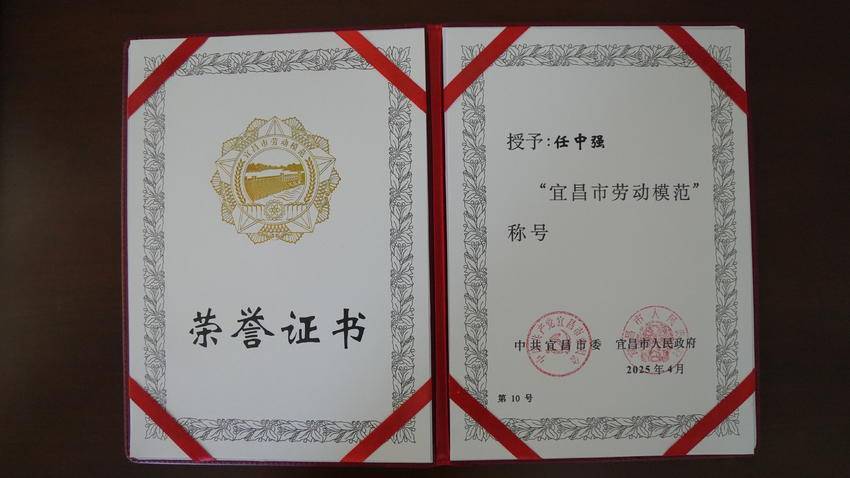 宜昌市劳动模范
荣誉证书
授予:任中强
“宜昌市劳动模范”
称号
中共宜昌市委 宜昌市人民政府
2025年4月
第10号